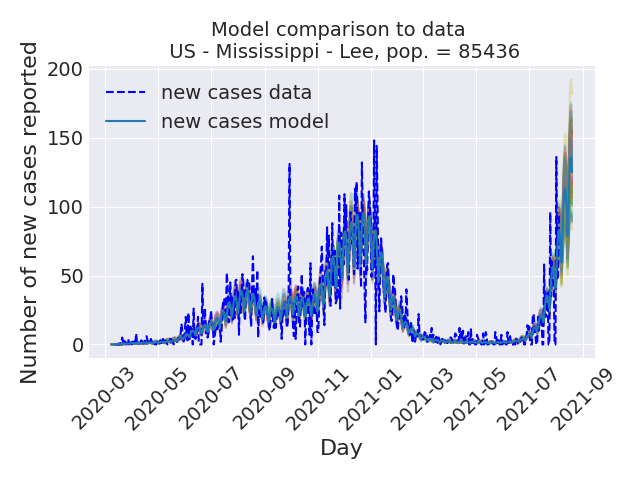 Model comparison to data
US - Mississippi - Lee, pop. = 85436
Number of new cases reported
200
150
100
50
0
new cases data
new cases model
2020-03
2020-05
2020-07
2020-09
2020-11
2021-01
2021-03
2021-05
2021-07
2021-09
Day